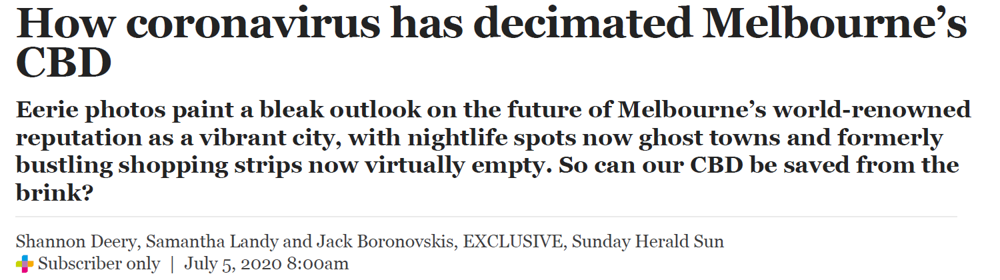 How coronavirus has decimated Melbourne’s
CBD
Eerie photos paint a bleak outlook on the future of Melbourne’s world-renowned
reputation as a vibrant city, with nightlife spots now ghost towns and formerly
bustling shopping strips now virtually empty. So can our CBD be saved from the
brink?
Shannon Deery, Samantha Landy and Jack Boronovskis, EXCLUSIVE, Sunday Herald Sun
Subscriber only | July 5, 2020 8:00am